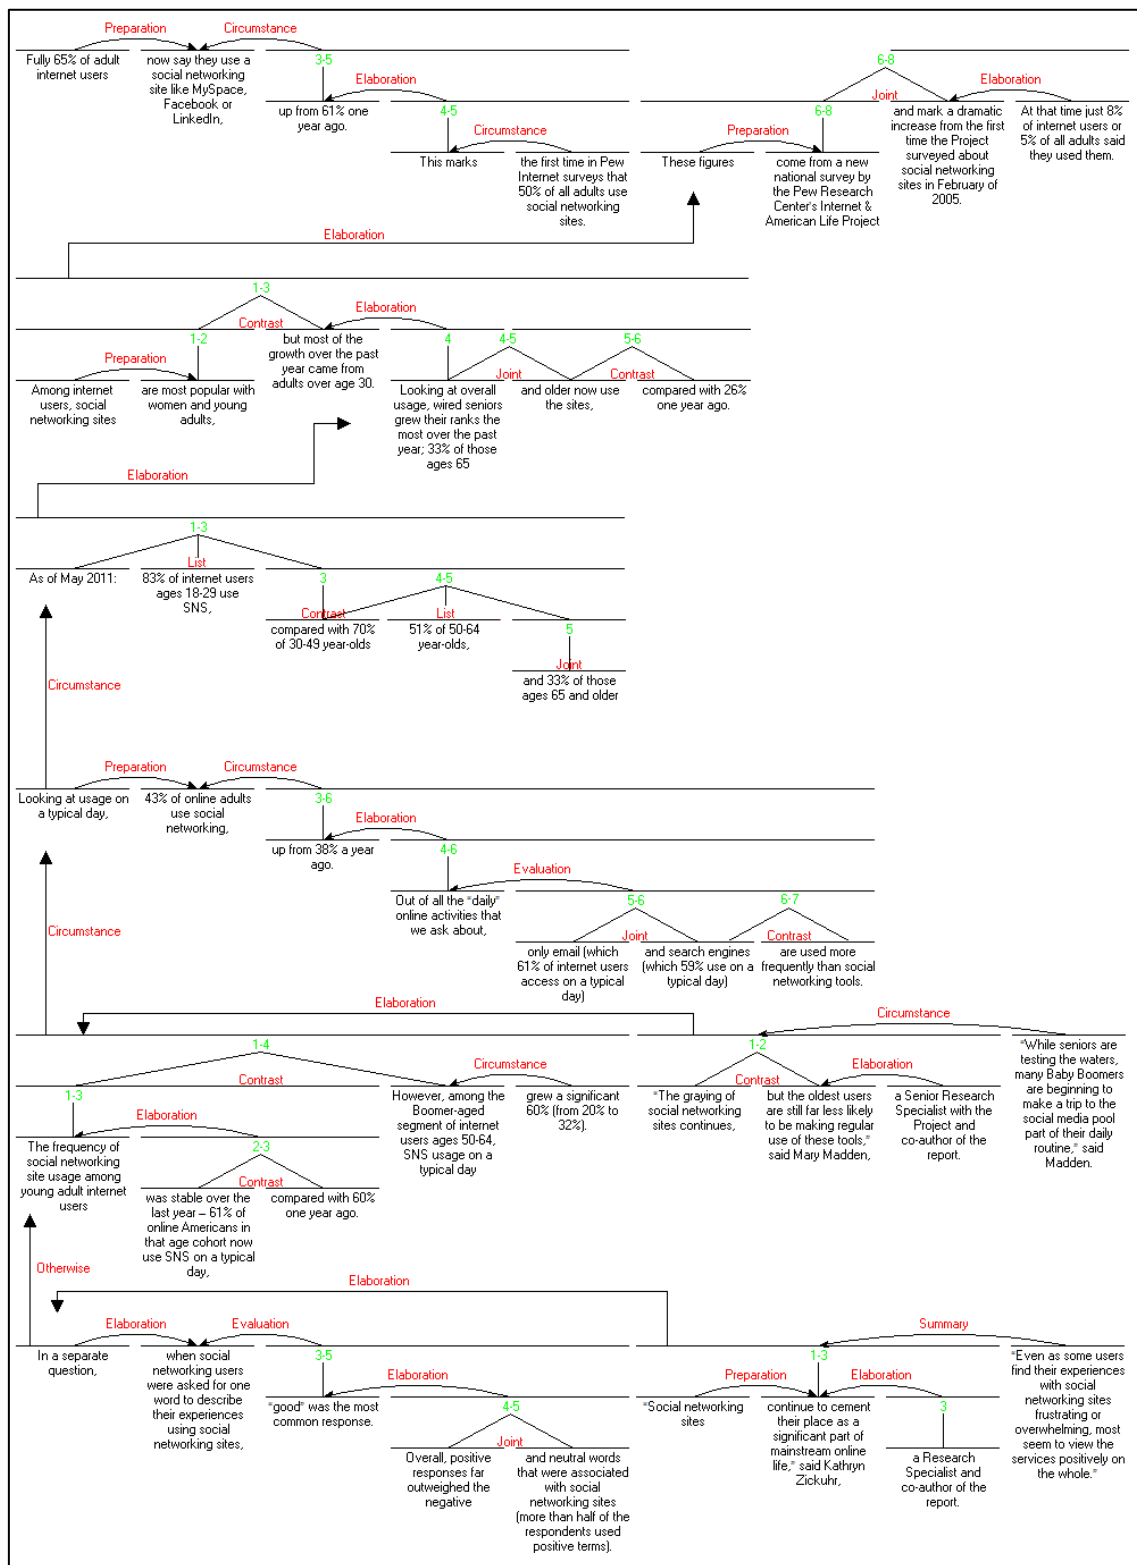 Preparation
Circumstance
Fully 65% of adult
internet users
now say they use a
social networking
site like MySpace,
Facebook or
LinkedIn,
3-5
Elaboration
up from 61% one
year ago.
4-5
Circumstance
This marks
the first time in Pew
Internet surveys that
50% of all adults use
social networking
sites.
6-8
Joint
Elaboration
6-8
Preparation
These figures
come from a new
national survey by
the Pew Research
Center's Internet &
American Life Project
and mark a dramatic
increase from the first
time the Project
surveyed about
social networking
sites in February of
2005.
At that time just 8%
of internet users or
5% of all adults said
they used them.
Elaboration
1-3
Contrast
Elaboration
1-2
Preparation
Among internet
users, social
networking sites
are most popular with
women and young
adults,
but most of the
growth over the past
year came from
adults over age 30.
4
4-5
5-6
Joint
Contrast
Looking at overall
usage, wired seniors
grew their ranks the
most over the past
year; 33% of those
ages 65
and older now use
the sites,
compared with 26%
one year ago.
Elaboration
1-3
List
As of May 2011:
83% of internet users
ages 18-29 use
SNS,
3
4-5
Contrast
List
compared with 70%
of 30-49 year-olds
51% of 50-64
year-olds,
5
Joint
and 33% of those
ages 65 and older
Circumstance
Preparation
Circumstance
Looking at usage on
a typical day,
43% of online adults
use social
networking,
3-6
Elaboration
up from 38% a year
ago.
4-6
Evaluation
Out of all the "daily"
online activities that
we ask about,
5-6
6-7
Joint
Contrast
only email (which
61% of internet users
access on a typical
day)
and search engines
(which 59% use on a
typical day)
are used more
frequently than social
networking tools.
Circumstance
Elaboration
1-4
Contrast
Circumstance
1-3
Elaboration
The frequency of
social networking
site usage among
young adult internet
users
2-3
Contrast
was stable over the
last year – 61% of
online Americans in
that age cohort now
use SNS on a typical
day,
compared with 60%
one year ago.
However, among the
Boomer-aged
segment of internet
users ages 50-64,
SNS usage on a
typical day
grew a significant
60% (from 20% to
32%).
Circumstance
1-2
Contrast
Elaboration
"The graying of
social networking
sites continues,
but the oldest users
are still far less likely
to be making regular
use of these tools,"
said Mary Madden,
a Senior Research
Specialist with the
Project and
co-author of the
report.
"While seniors are
testing the waters,
many Baby Boomers
are beginning to
make a trip to the
social media pool
part of their daily
routine," said
Madden.
Otherwise
Elaboration
Elaboration
Evaluation
In a separate
question,
when social
networking users
were asked for one
word to describe
their experiences
using social
networking sites,
3-5
Elaboration
"good" was the most
common response.
4-5
Joint
Overall, positive
responses far
outweighed the
negative
and neutral words
that were associated
with social
networking sites
(more than half of the
respondents used
positive terms).
Summary
1-3
Preparation
Elaboration
"Social networking
sites
continue to cement
their place as a
significant part of
mainstream online
life," said Kathryn
Zickuhr,
3
a Research
Specialist and
co-author of the
report.
"Even as some users
find their experiences
with social
networking sites
frustrating or
overwhelming, most
seem to view the
services positively on
the whole."